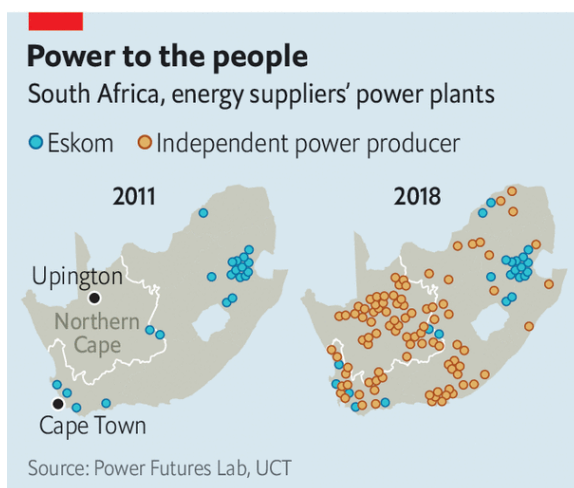 Power to the people
South Africa, energy suppliers’ power plants
Eskom
Independent power producer
2011
2018
Upington
Northern
Cape
Cape Town
Source: Power Futures Lab, UCT